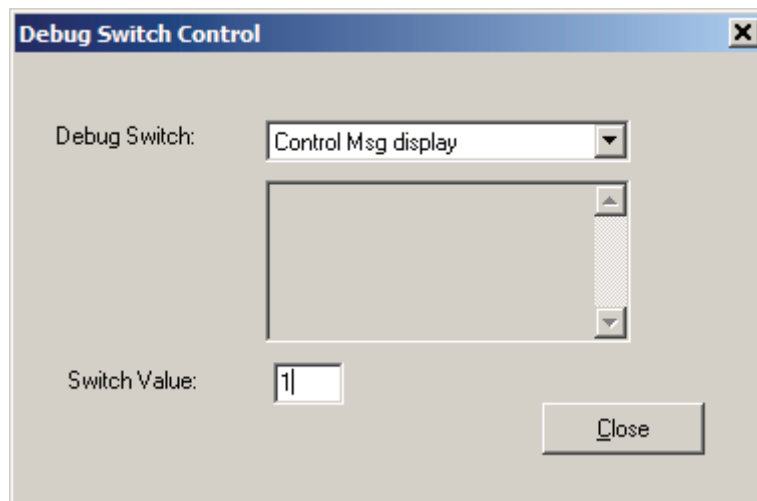 Debug Switch Control
Debug Switch: Control Msg display
Switch Value: 1
Close